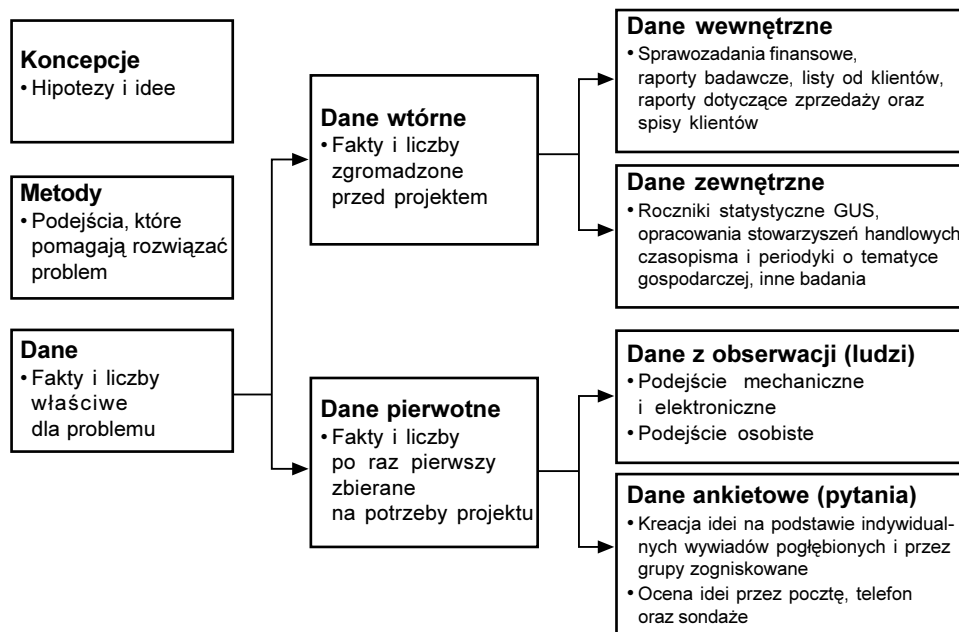 Koncepcje
• Hipotezy i idee
Metody
• Podejścia, które
pomagają rozwiązać
problem
Dane
• Fakty i liczby
właściwe
dla problemu
Dane wtórne
• Fakty i liczby
zgromadzone
przed projektem
Dane pierwotne
• Fakty i liczby
po raz pierwszy
zbierane
na potrzeby projektu
Dane wewnętrzne
• Sprawozadania finansowe,
raporty badawcze, listy od klientów,
raporty dotyczące zprzedaży oraz
spisy klientów
Dane zewnętrzne
• Roczniki statystyczne GUS,
opracowania stowarzyszeń handlowych
czasopisma i periodyki o tematyce
gospodarczej, inne badania
Dane z obserwacji (ludzi)
• Podejście mechaniczne
i elektroniczne
• Podejście osobiste
Dane ankietowe (pytania)
• Kreacja idei na podstawie indywidual-
nych wywiadów pogłębionych i przez
grupy zogniskowane
• Ocena idei przez pocztę, telefon
oraz sondaże